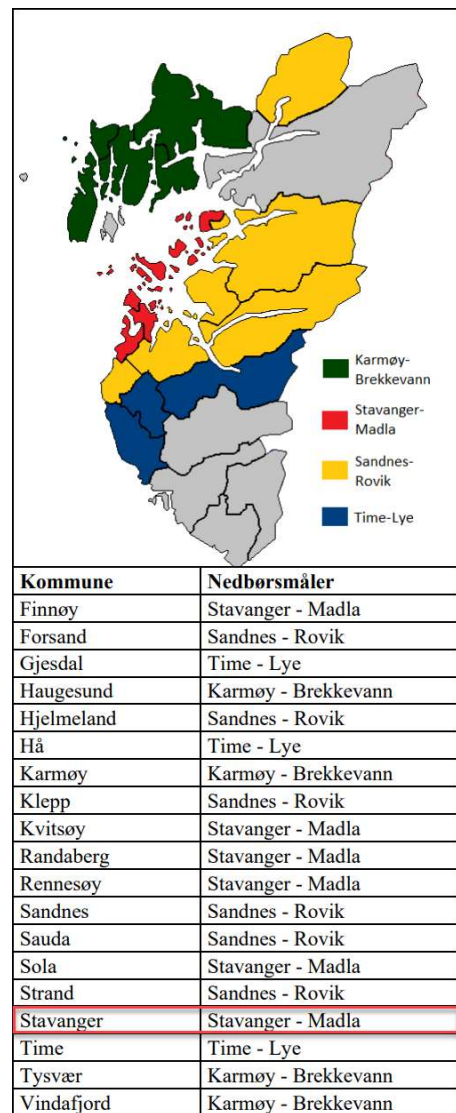 Karmøy-
Brekkevann
Stavanger-
Madla
Sandnes-
Rovik
Time-Lye
Kommune Nedbørsmåler
Finnøy Stavanger - Madla
Forsand Sandnes - Rovik
Gjesdal Time - Lye
Haugesund Karmøy - Brekkevann
Hjelmeland Sandnes - Rovik
Hå Time - Lye
Karmøy Karmøy - Brekkevann
Klepp Sandnes - Rovik
Kvitsøy Stavanger - Madla
Randaberg Stavanger - Madla
Rennesøy Stavanger - Madla
Sandnes Sandnes - Rovik
Sauda Sandnes - Rovik
Sola Stavanger - Madla
Strand Sandnes - Rovik
Stavanger Stavanger - Madla
Time Time - Lye
Tysvær Karmøy - Brekkevann
Vindafjord Karmøy - Brekkevann